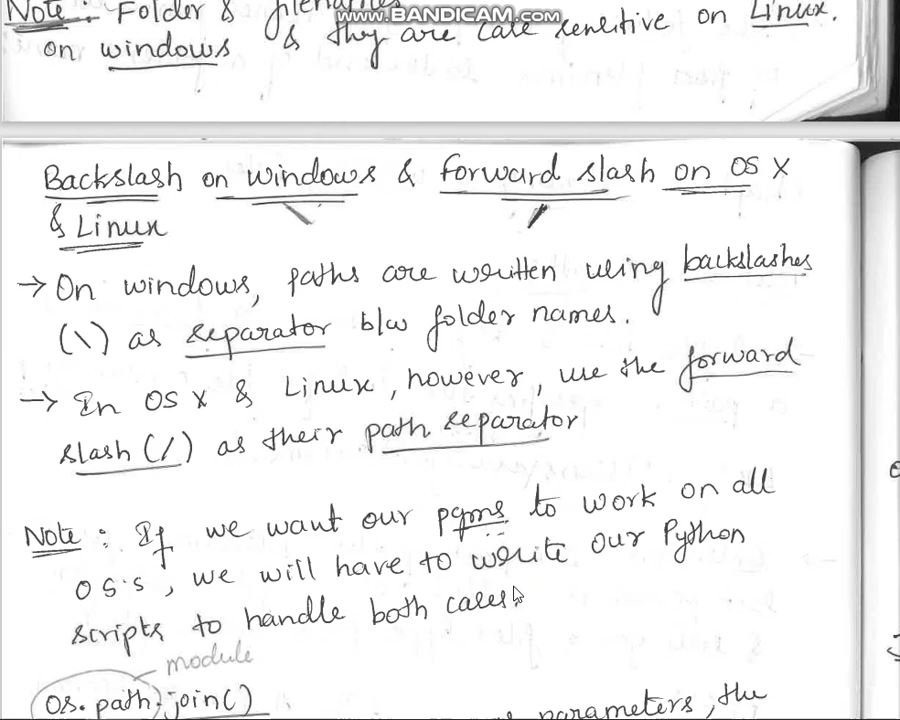 www.BANDICAM.com
Note. Folder & filenames
on windows & they are case sensitive on Linux.
Backslash on windows & forward slash on OS X
& Linux \ /
→ On windows, paths are written using backslashes
(\) as separator b/w folder names.
→ In OS X & Linux, however, use the forward
slash (/) as their path separator
Note: If we want our pgms to work on all
OS's, we will have to write our Python
scripts to handle both cases.
module
os.path.join()
parameters, the